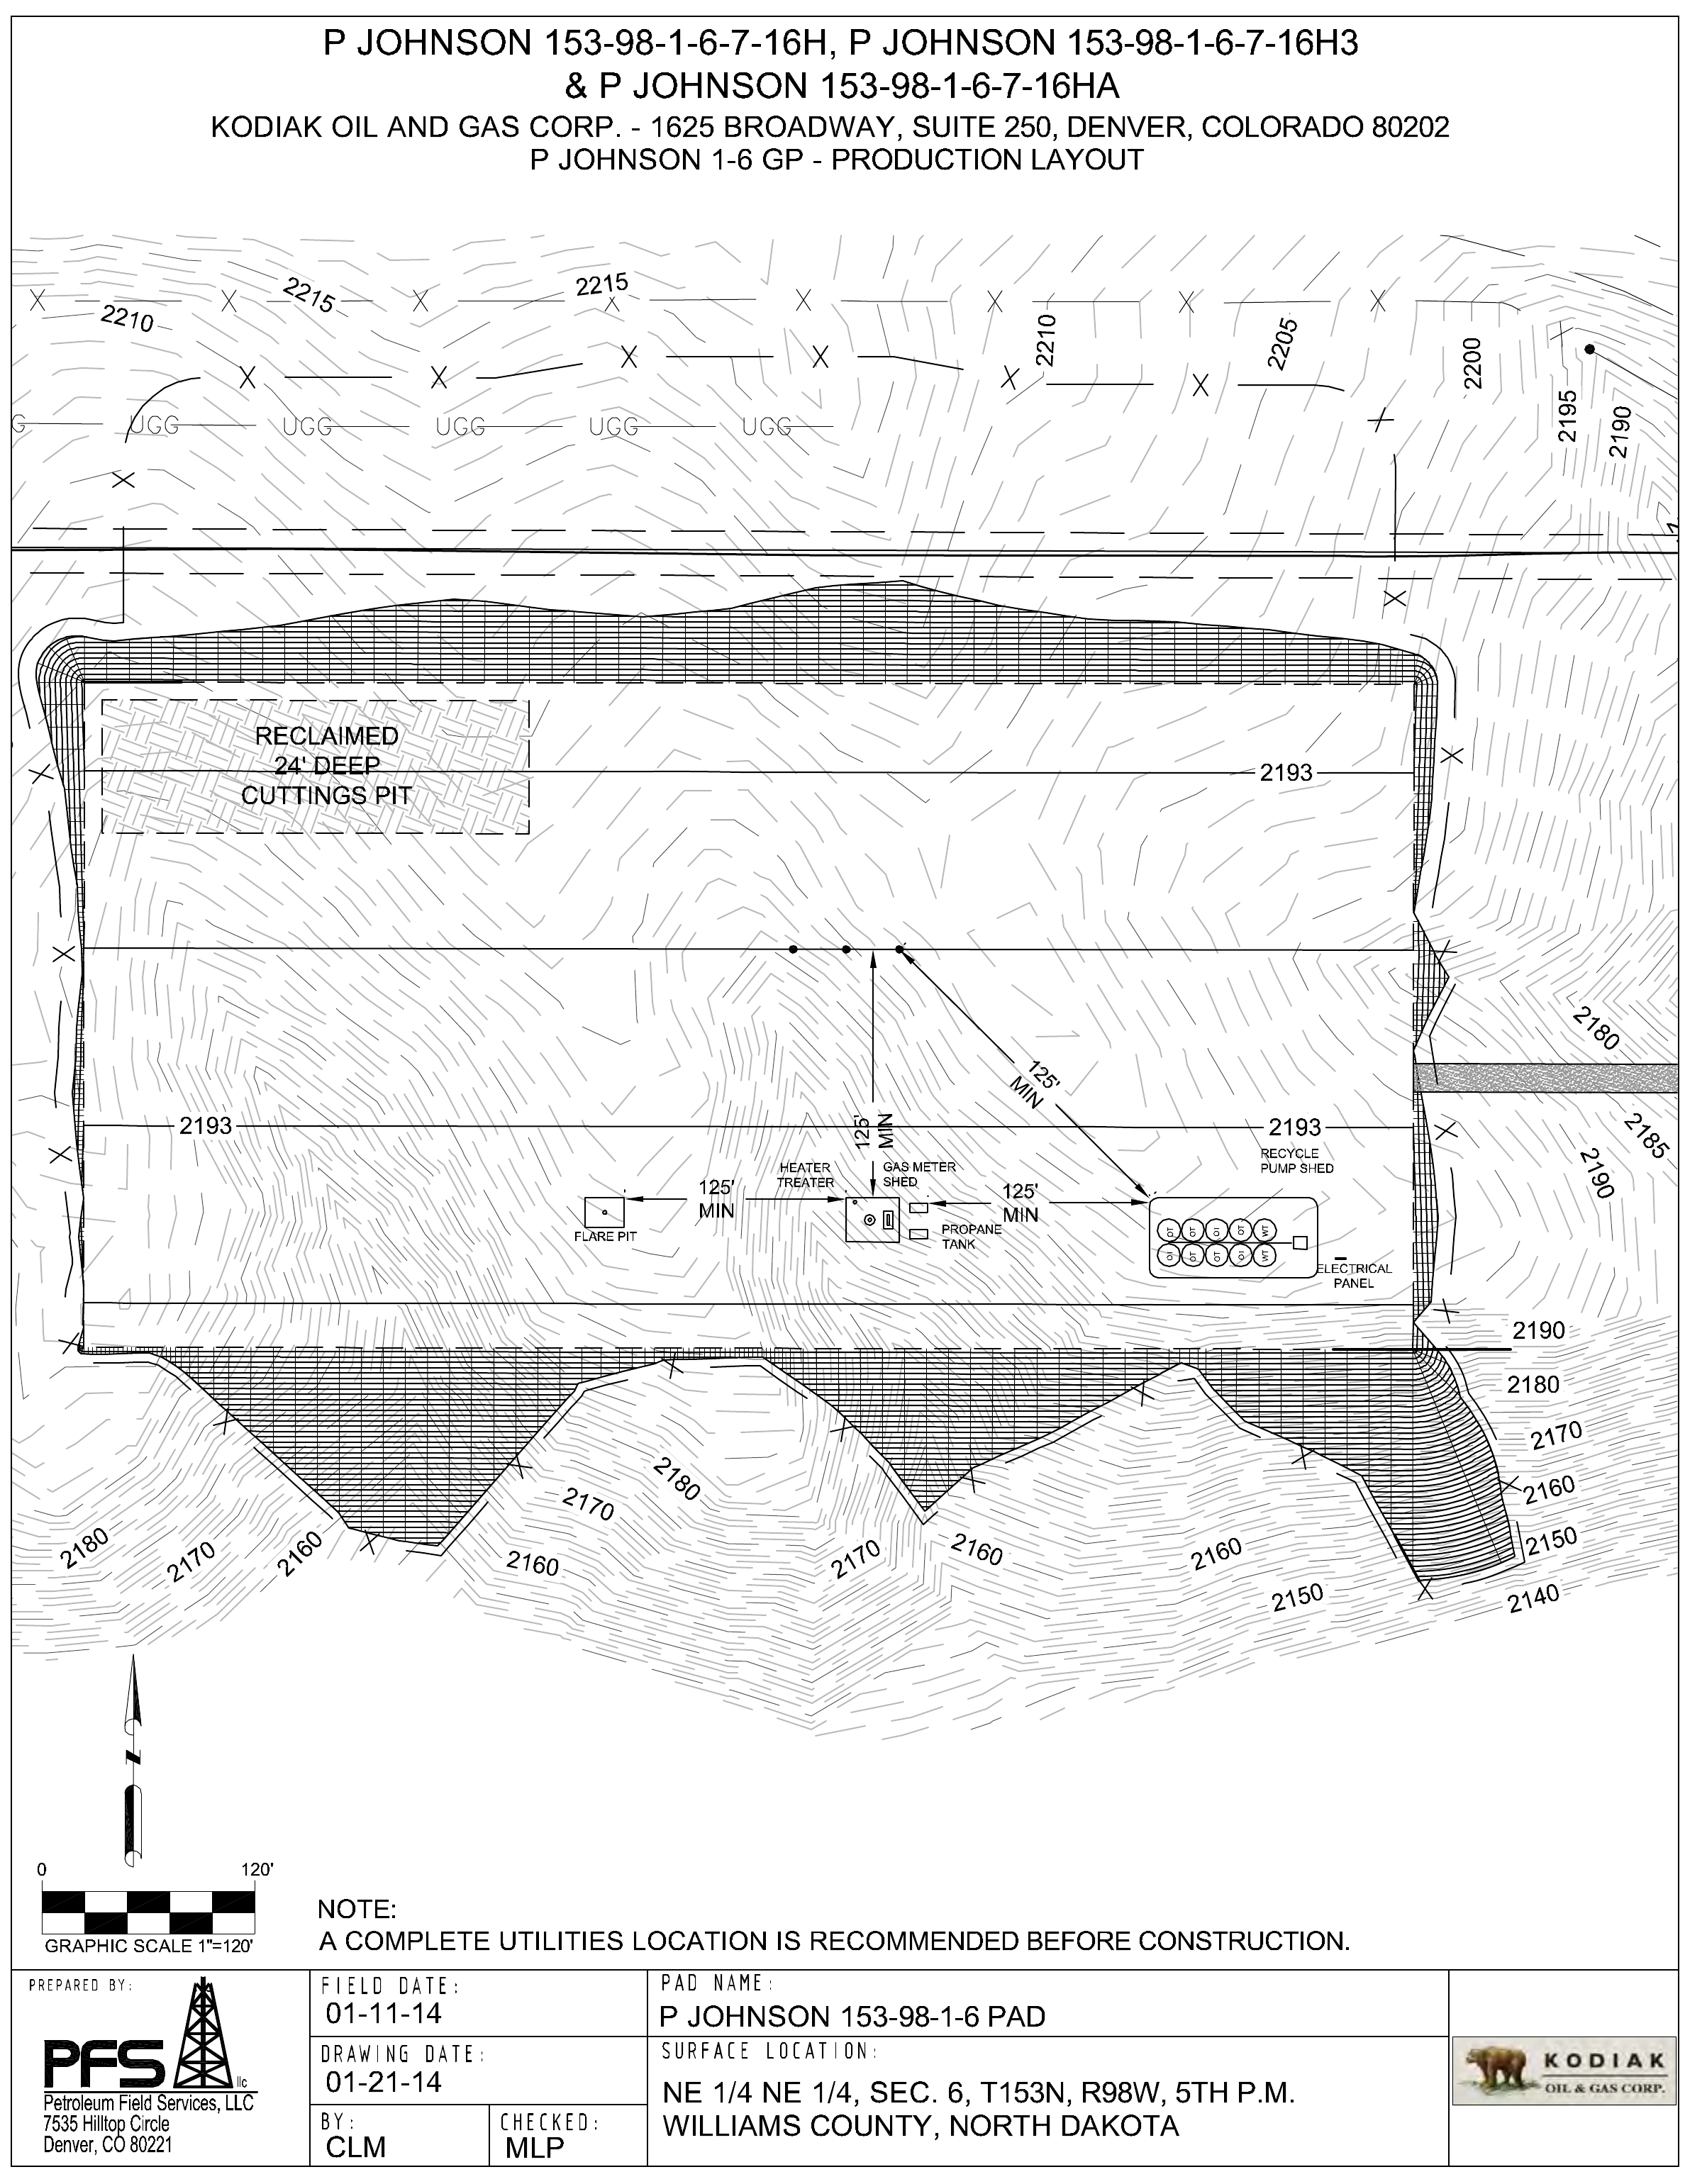 P JOHNSON 153-98-1-6-7-16H, P JOHNSON 153-98-1-6-7-16H3
& P JOHNSON 153-98-1-6-7-16HA
KODIAK OIL AND GAS CORP. - 1625 BROADWAY, SUITE 250, DENVER, COLORADO 80202
P JOHNSON 1-6 GP - PRODUCTION LAYOUT
2215
2215
2210
2210
2205
2200
2195
2190
G UGG UGG UGG UGG UGG
RECLAIMED
24' DEEP
CUTTINGS PIT
2193
2180
125'
MIN
125'
MIN
2193
2193
2185
2190
RECYCLE
PUMP SHED
HEATER
TREATER
GAS METER
SHED
125'
MIN
125'
MIN
FLARE PIT
PROPANE
TANK
OT OT OT OT WT
OT OT OT OT WT
ELECTRICAL
PANEL
2190
2180
2170
2160
2150
2140
2180
2170
2160
2170
2180
2160
2170
2160
2160
2150
N
0 120'
GRAPHIC SCALE 1"=120'
NOTE:
A COMPLETE UTILITIES LOCATION IS RECOMMENDED BEFORE CONSTRUCTION.
PREPARED BY:
PFS llc
Petroleum Field Services, LLC
7535 Hilltop Circle
Denver, CO 80221
FIELD DATE:
01-11-14
DRAWING DATE:
01-21-14
BY:
CLM
CHECKED:
MLP
PAD NAME:
P JOHNSON 153-98-1-6 PAD
SURFACE LOCATION:
NE 1/4 NE 1/4, SEC. 6, T153N, R98W, 5TH P.M.
WILLIAMS COUNTY, NORTH DAKOTA
KODIAK
OIL & GAS CORP.